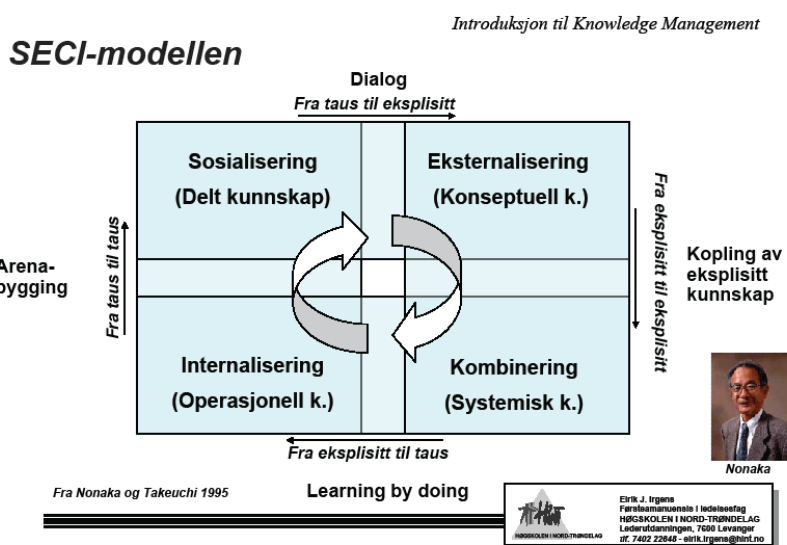 Introduksjon til Knowledge Management
SECI-modellen
Dialog
Fra taus til eksplisitt
Sosialisering
(Delt kunnskap)
Eksternalisering
(Konseptuell k.)
Arena-
bygging
Fra taus til taus
Fra eksplisitt til eksplisitt
Kopling av
eksplisitt
kunnskap
Internalisering
(Operasjonell k.)
Kombinering
(Systemisk k.)
Fra eksplisitt til taus
Nonaka
Fra Nonaka og Takeuchi 1995
Learning by doing
HØGSKOLEN I NORD-TRØNDELAG
Eirik J. Irgens
Førsteamanuensis i ledelsesfag
HØGSKOLEN I NORD-TRØNDELAG
Lederutdanningen, 7600 Levanger
tlf. 7402 22648 - eirik.irgens@hint.no